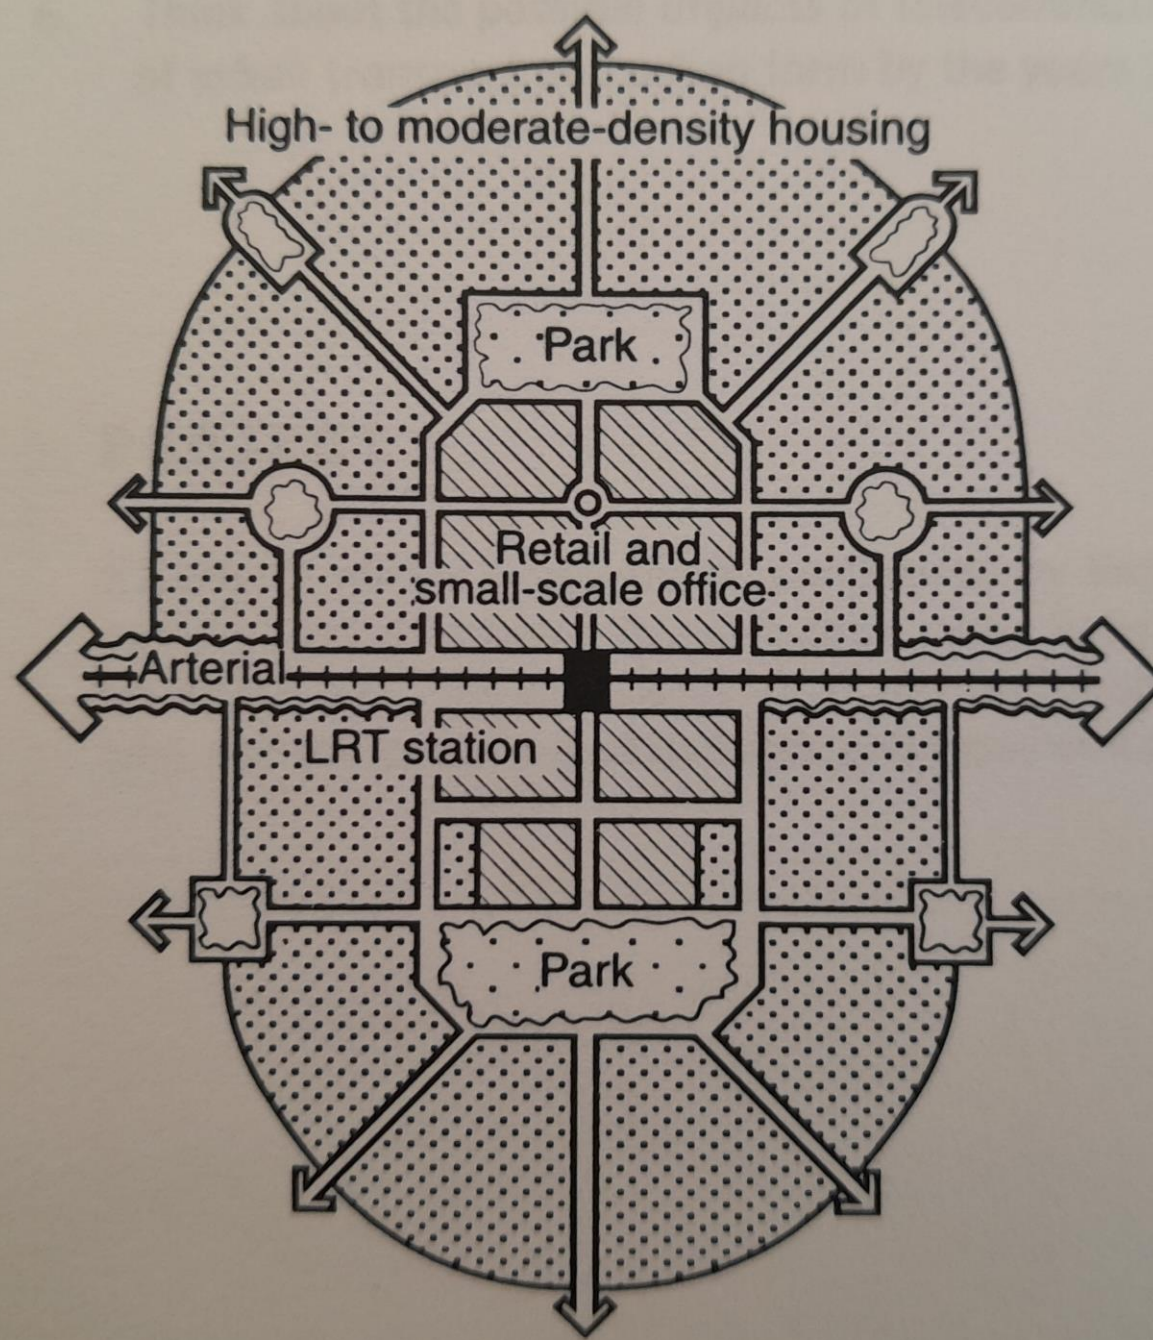 High- to moderate-density housing
Park
Retail and
small-scale office
Arterial
LRT station
Park